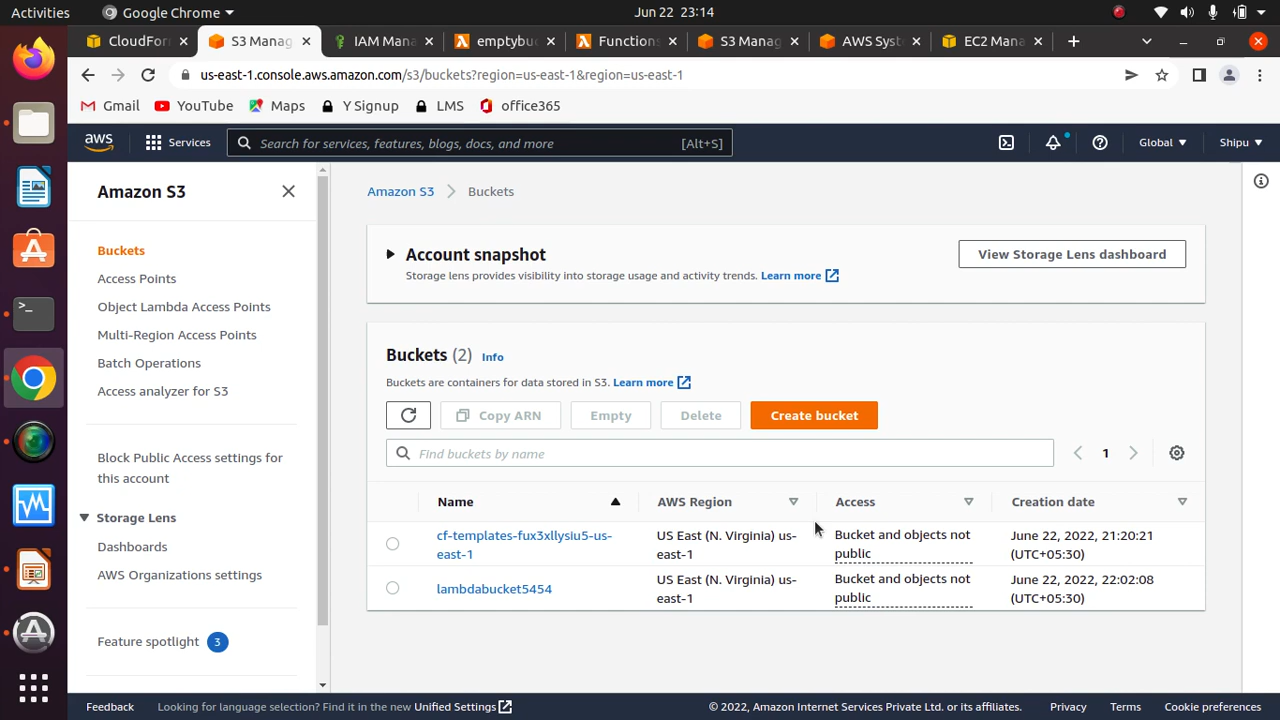 Activities
Google Chrome
Jun 22 23:14
CloudFor
S3 Manag
IAM Mana
emptybuc
Functions
S3 Manag
AWS Syst
EC2 Mana
us-east-1.console.aws.amazon.com/s3/buckets?region=us-east-1&region=us-east-1
Gmail
YouTube
Maps
Y Signup
LMS
office365
aws
Services
Search for services, features, blogs, docs, and more
[Alt+S]
Global
Shipu
Amazon S3
Buckets
Access Points
Object Lambda Access Points
Multi-Region Access Points
Batch Operations
Access analyzer for S3
Block Public Access settings for
this account
Storage Lens
Dashboards
AWS Organizations settings
Feature spotlight 3
Amazon S3
Buckets
Account snapshot
Storage lens provides visibility into storage usage and activity trends. Learn more
View Storage Lens dashboard
Buckets (2) Info
Buckets are containers for data stored in S3. Learn more
Copy ARN
Empty
Delete
Create bucket
Find buckets by name
1
Name
AWS Region
Access
Creation date
cf-templates-fux3xllysiu5-us-
east-1
US East (N. Virginia) us-
east-1
Bucket and objects not
public
June 22, 2022, 21:20:21
(UTC+05:30)
lambdabucket5454
US East (N. Virginia) us-
east-1
Bucket and objects not
public
June 22, 2022, 22:02:08
(UTC+05:30)
Feedback
Looking for language selection? Find it in the new Unified Settings
© 2022, Amazon Internet Services Private Ltd. or its affiliates.
Privacy
Terms
Cookie preferences